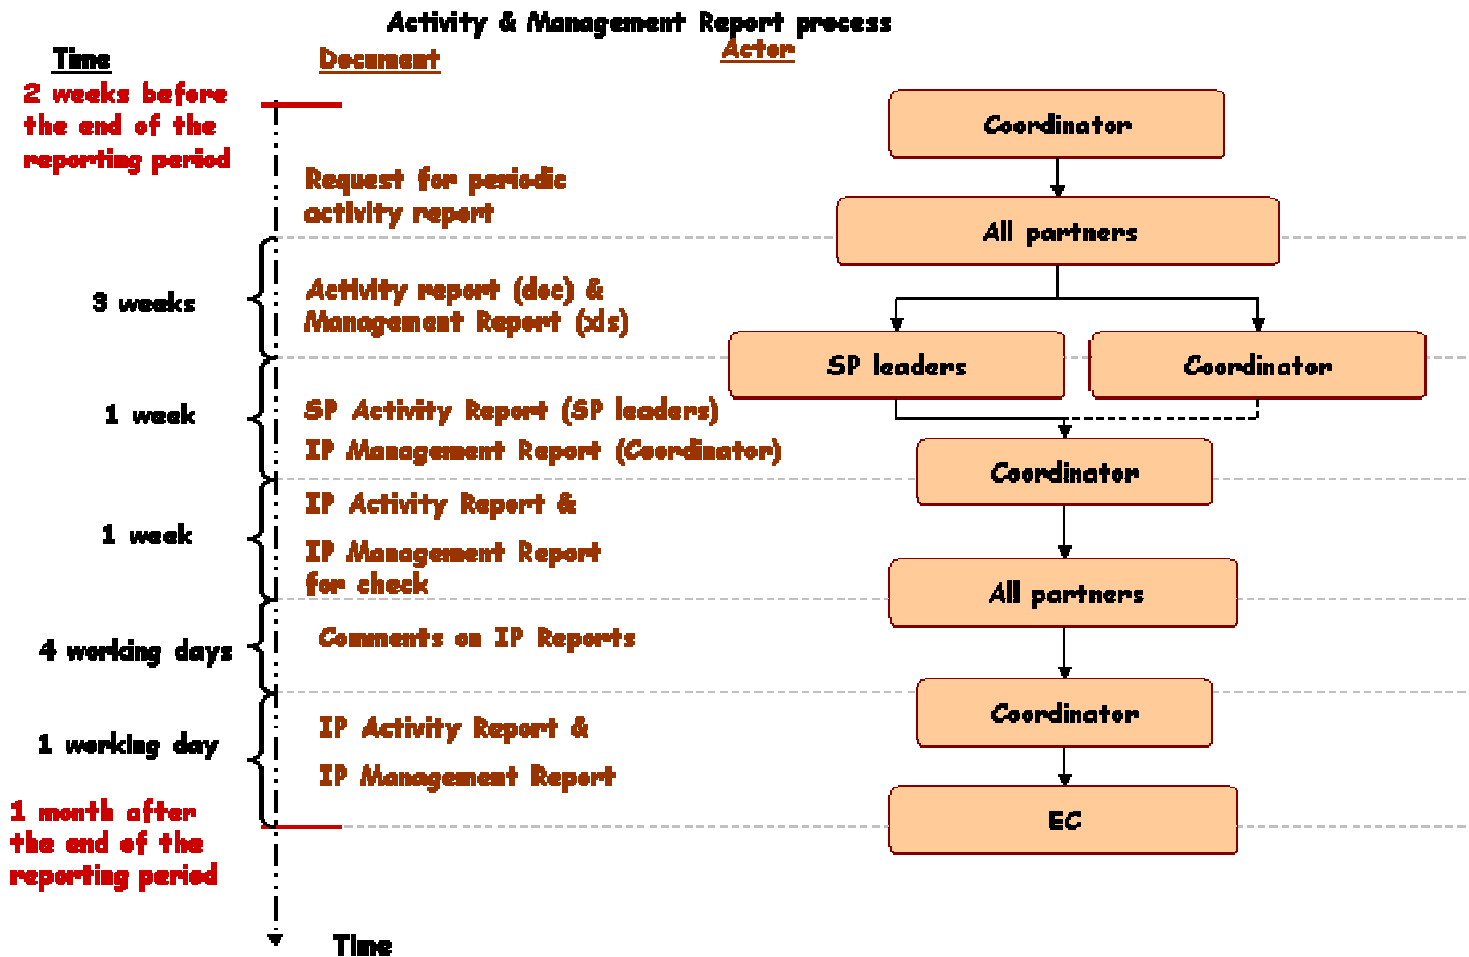 Activity & Management Report process
Time
Document
Actor
2 weeks before
the end of the
reporting period
Coordinator
Request for periodic
activity report
All partners
3 weeks
Activity report (doc) &
Management Report (xls)
SP leaders
Coordinator
1 week
SP Activity Report (SP leaders)
IP Management Report (Coordinator)
Coordinator
1 week
IP Activity Report &
IP Management Report
for check
All partners
4 working days
Comments on IP Reports
Coordinator
1 working day
IP Activity Report &
IP Management Report
1 month after
the end of the
reporting period
EC
Time